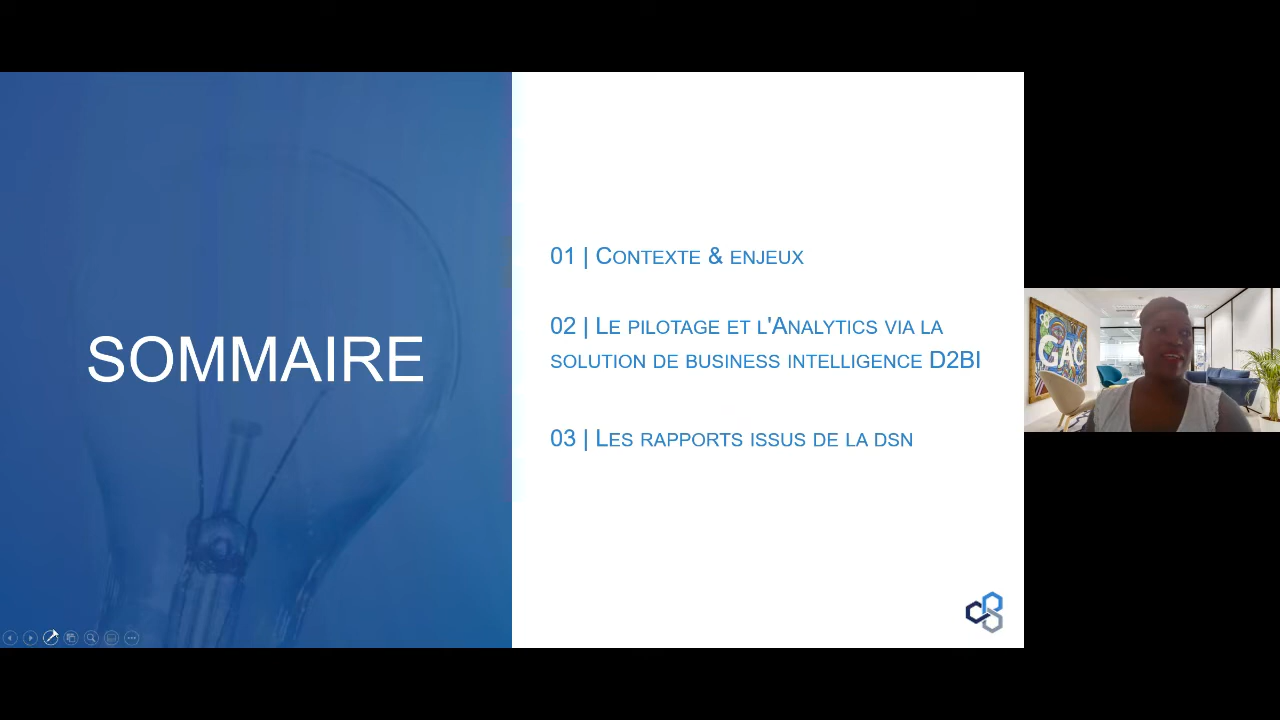 SOMMAIRE
01 | Contexte & enjeux
02 | Le pilotage et l'Analytics via la
solution de business intelligence D2BI
03 | Les rapports issus de la dsn
GAC